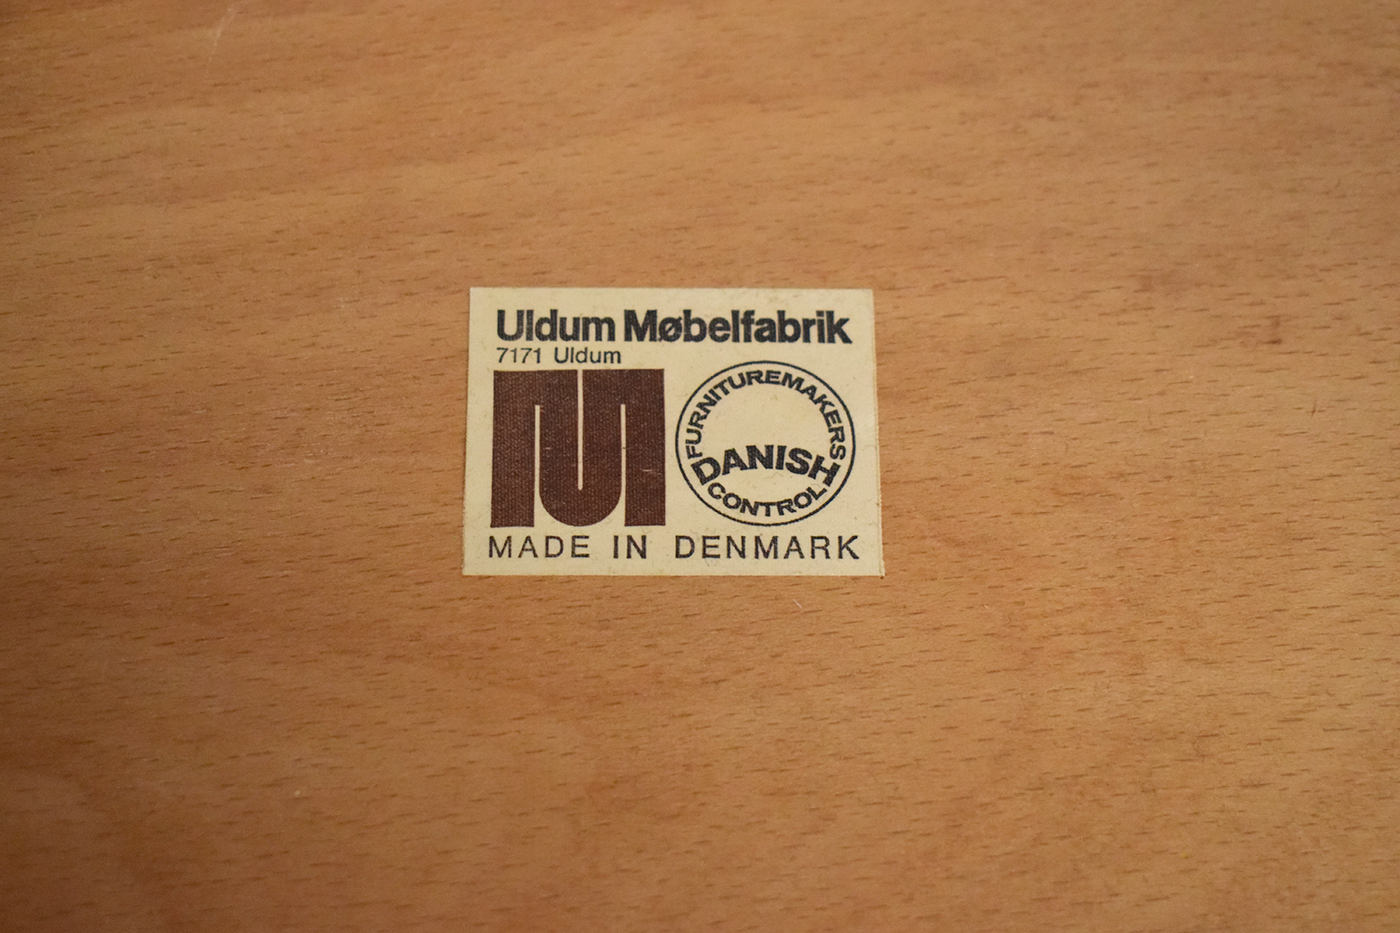 Uldum Møbelfabrik
7171 Uldum
FURNITUREMAKERS
DANISH
CONTROL
MADE IN DENMARK